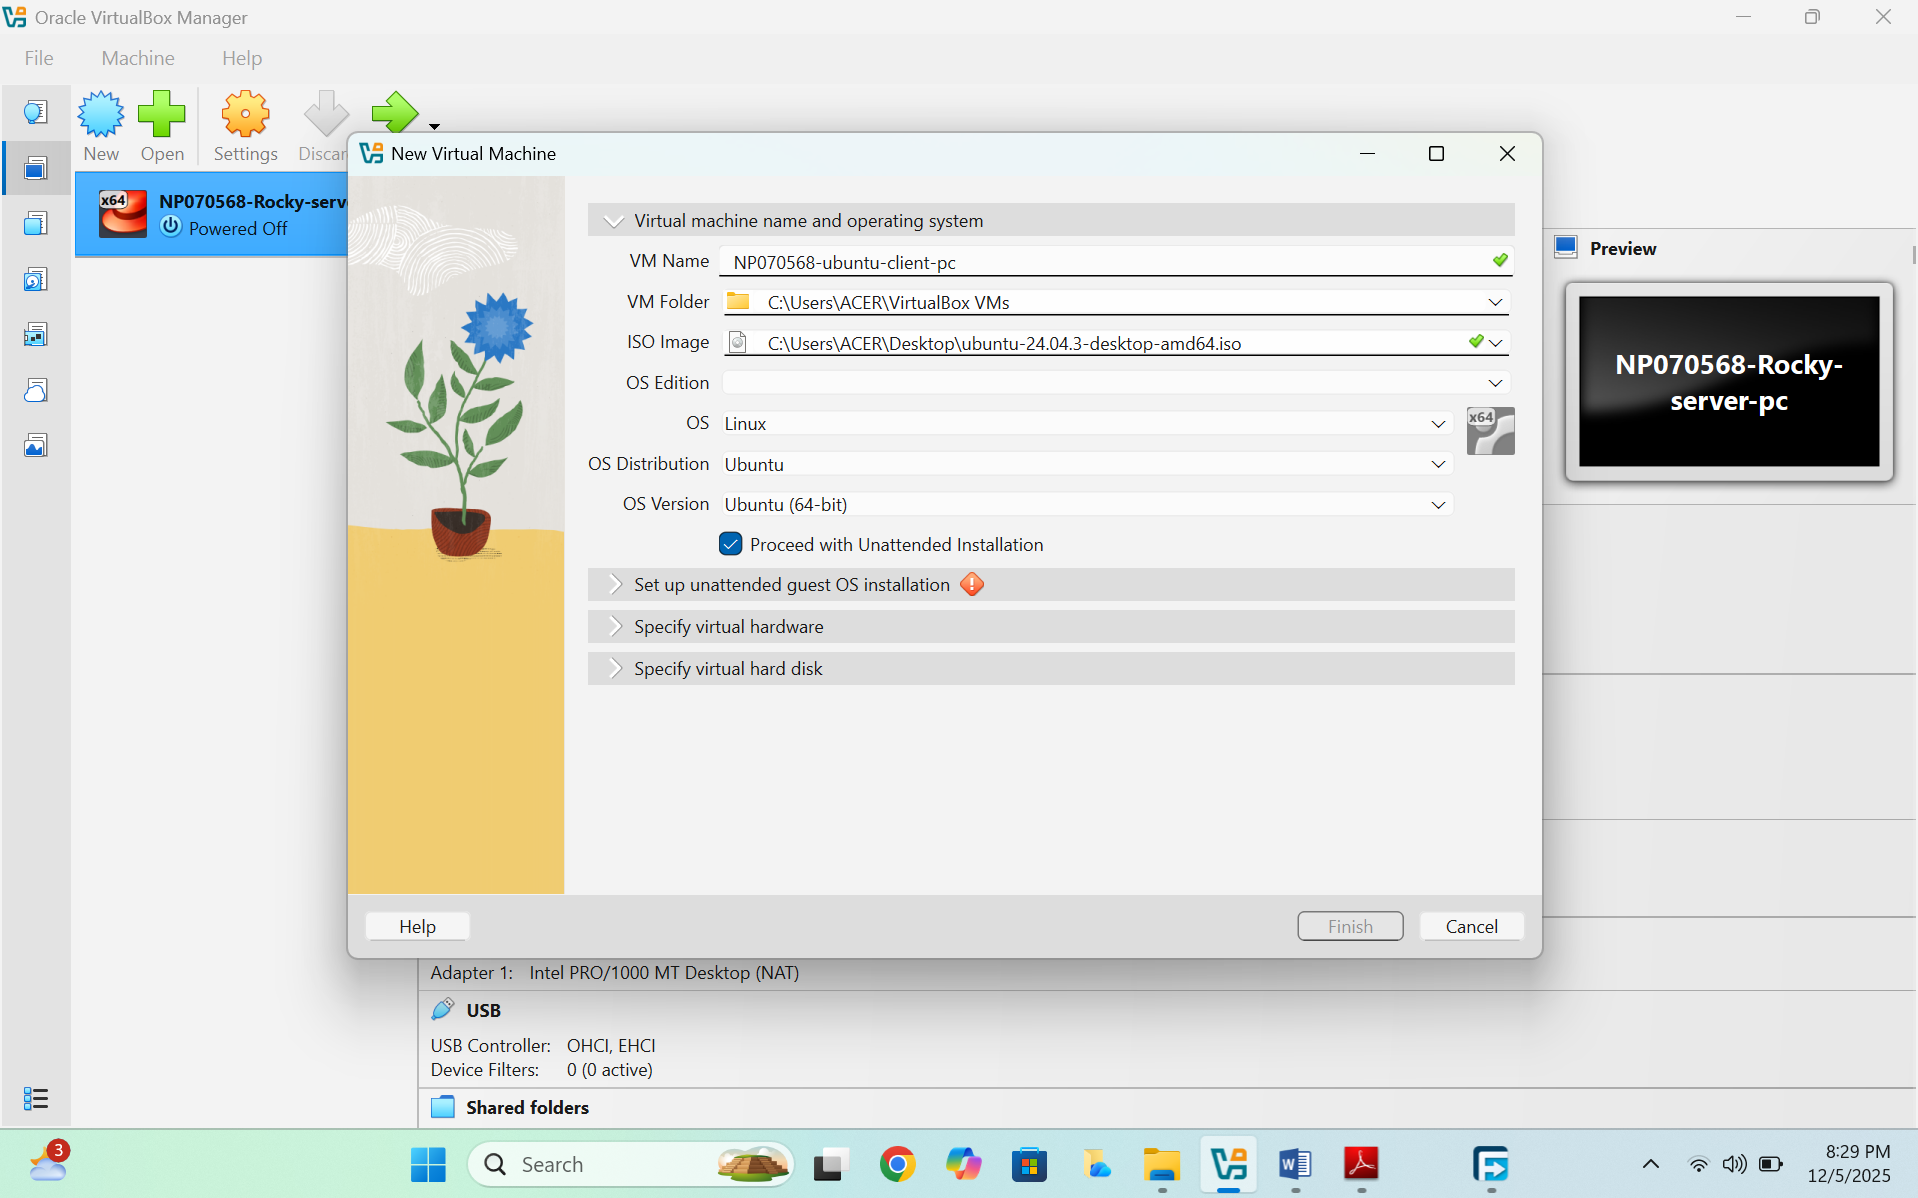 Oracle VirtualBox Manager
File Machine Help
New Open Settings Discar
x64 NP070568-Rocky-serv
Powered Off
New Virtual Machine
Virtual machine name and operating system
VM Name NP070568-ubuntu-client-pc
VM Folder C:\Users\ACER\VirtualBox VMs
ISO Image C:\Users\ACER\Desktop\ubuntu-24.04.3-desktop-amd64.iso
OS Edition
OS Linux
x64
OS Distribution Ubuntu
OS Version Ubuntu (64-bit)
Proceed with Unattended Installation
Set up unattended guest OS installation
Specify virtual hardware
Specify virtual hard disk
Help Finish Cancel
Preview
NP070568-Rocky-
server-pc
Adapter 1: Intel PRO/1000 MT Desktop (NAT)
USB
USB Controller: OHCI, EHCI
Device Filters: 0 (0 active)
Shared folders
3
Search
8:29 PM
12/5/2025